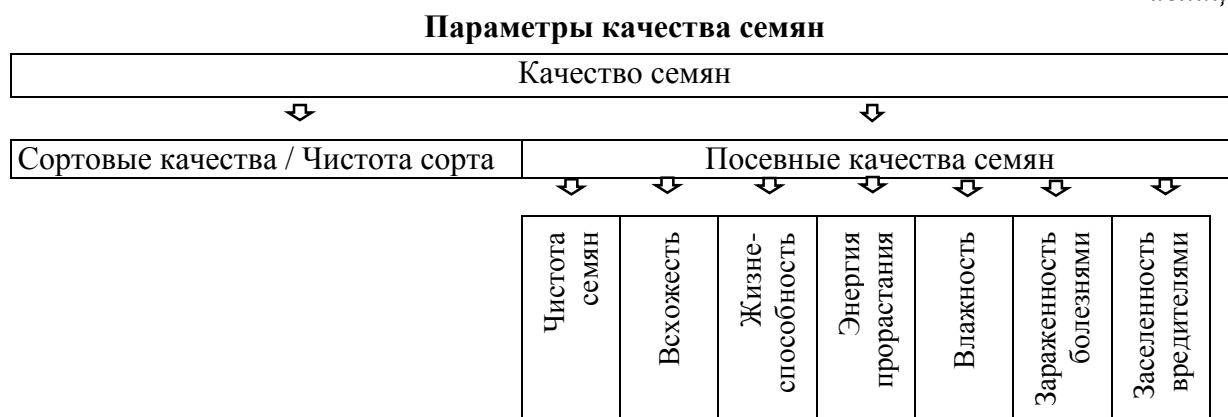 Параметры качества семян
Качество семян
Сортовые качества / Чистота сорта
Посевные качества семян
Чистота
семян
Всхожесть
Жизне-
способность
Энергия
прорастания
Влажность
Зараженность
болезнями
Заселенность
вредителями